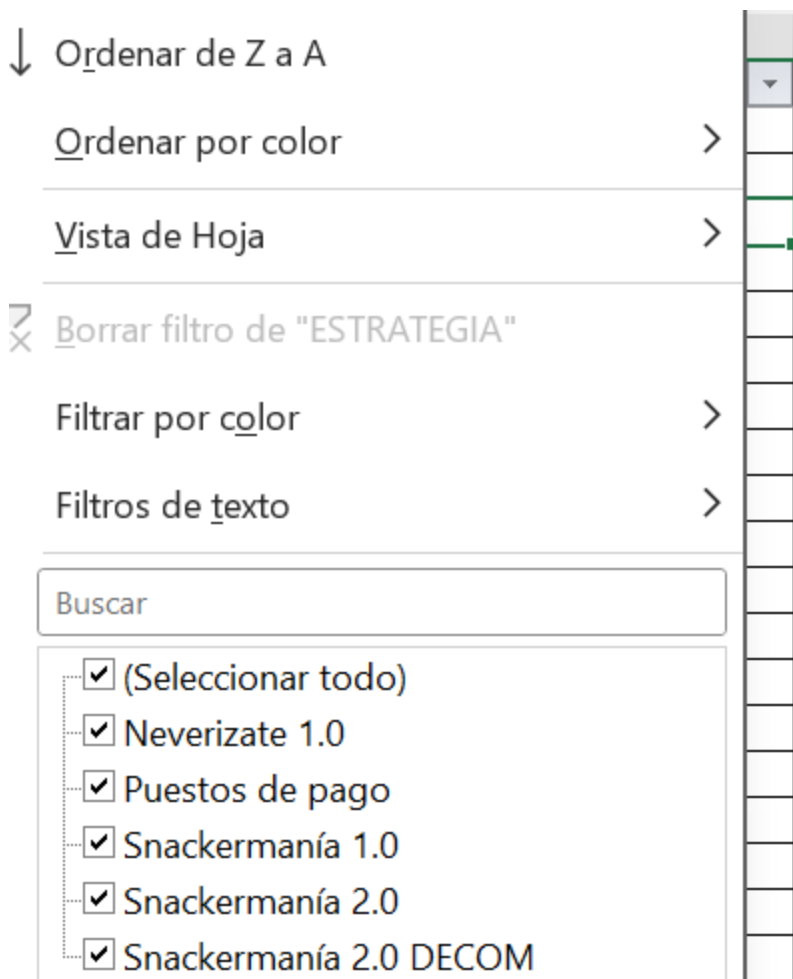 Ordenar de Z a A
Ordenar por color
Vista de Hoja
Borrar filtro de "ESTRATEGIA"
Filtrar por color
Filtros de texto
Buscar
(Seleccionar todo)
Neverizate 1.0
Puestos de pago
Snackermanía 1.0
Snackermanía 2.0
Snackermanía 2.0 DECOM